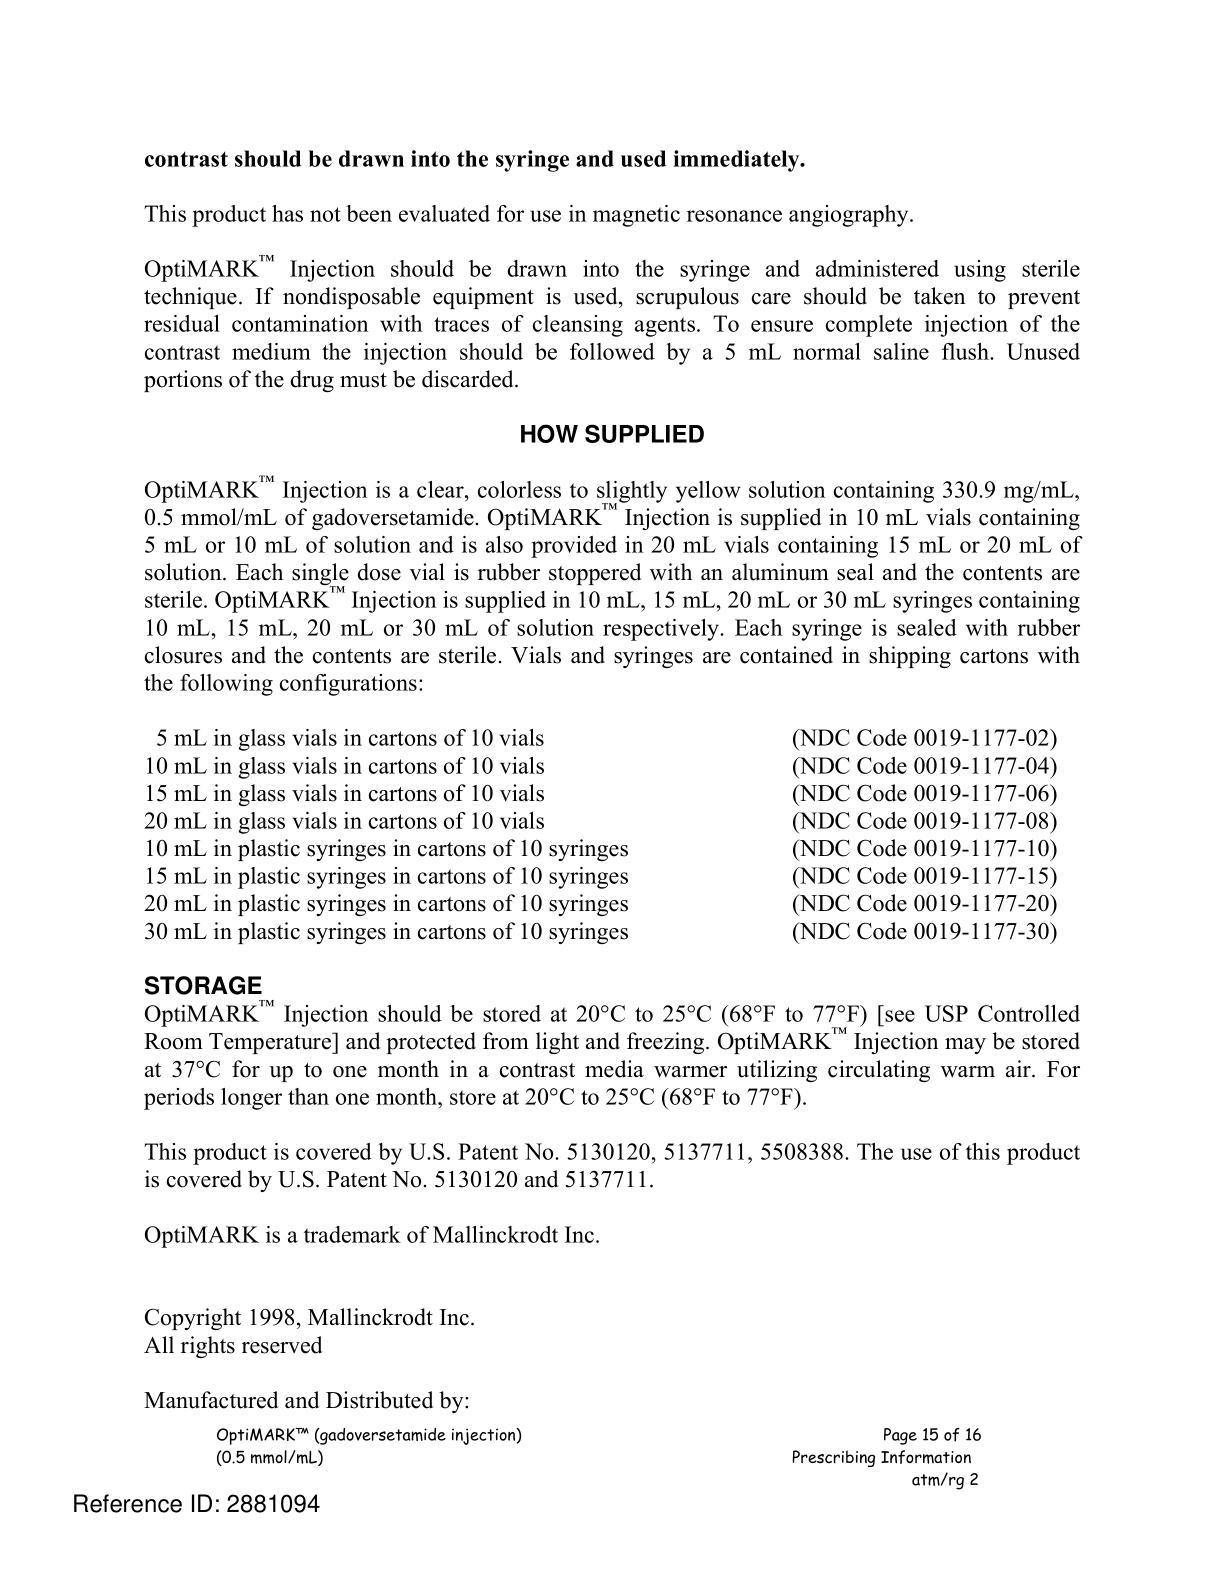 contrast should be drawn into the syringe and used immediately.
This product has not been evaluated for use in magnetic resonance angiography.
OptiMARK™ Injection should be drawn into the syringe and administered using sterile
technique. If nondisposable equipment is used, scrupulous care should be taken to prevent
residual contamination with traces of cleansing agents. To ensure complete injection of the
contrast medium the injection should be followed by a 5 mL normal saline flush. Unused
portions of the drug must be discarded.
HOW SUPPLIED
OptiMARK™ Injection is a clear, colorless to slightly yellow solution containing 330.9 mg/mL,
0.5 mmol/mL of gadoversetamide. OptiMARK™ Injection is supplied in 10 mL vials containing
5 mL or 10 mL of solution and is also provided in 20 mL vials containing 15 mL or 20 mL of
solution. Each single dose vial is rubber stoppered with an aluminum seal and the contents are
sterile. OptiMARK™ Injection is supplied in 10 mL, 15 mL, 20 mL or 30 mL syringes containing
10 mL, 15 mL, 20 mL or 30 mL of solution respectively. Each syringe is sealed with rubber
closures and the contents are sterile. Vials and syringes are contained in shipping cartons with
the following configurations:
5 mL in glass vials in cartons of 10 vials (NDC Code 0019-1177-02)
10 mL in glass vials in cartons of 10 vials (NDC Code 0019-1177-04)
15 mL in glass vials in cartons of 10 vials (NDC Code 0019-1177-06)
20 mL in glass vials in cartons of 10 vials (NDC Code 0019-1177-08)
10 mL in plastic syringes in cartons of 10 syringes (NDC Code 0019-1177-10)
15 mL in plastic syringes in cartons of 10 syringes (NDC Code 0019-1177-15)
20 mL in plastic syringes in cartons of 10 syringes (NDC Code 0019-1177-20)
30 mL in plastic syringes in cartons of 10 syringes (NDC Code 0019-1177-30)
STORAGE
OptiMARK™ Injection should be stored at 20°C to 25°C (68°F to 77°F) [see USP Controlled
Room Temperature] and protected from light and freezing. OptiMARK™ Injection may be stored
at 37°C for up to one month in a contrast media warmer utilizing circulating warm air. For
periods longer than one month, store at 20°C to 25°C (68°F to 77°F).
This product is covered by U.S. Patent No. 5130120, 5137711, 5508388. The use of this product
is covered by U.S. Patent No. 5130120 and 5137711.
OptiMARK is a trademark of Mallinckrodt Inc.
Copyright 1998, Mallinckrodt Inc.
All rights reserved
Manufactured and Distributed by:
OptiMARK™ (gadoversetamide injection) Page 15 of 16
(0.5 mmol/mL) Prescribing Information
atm/rg 2
Reference ID: 2881094